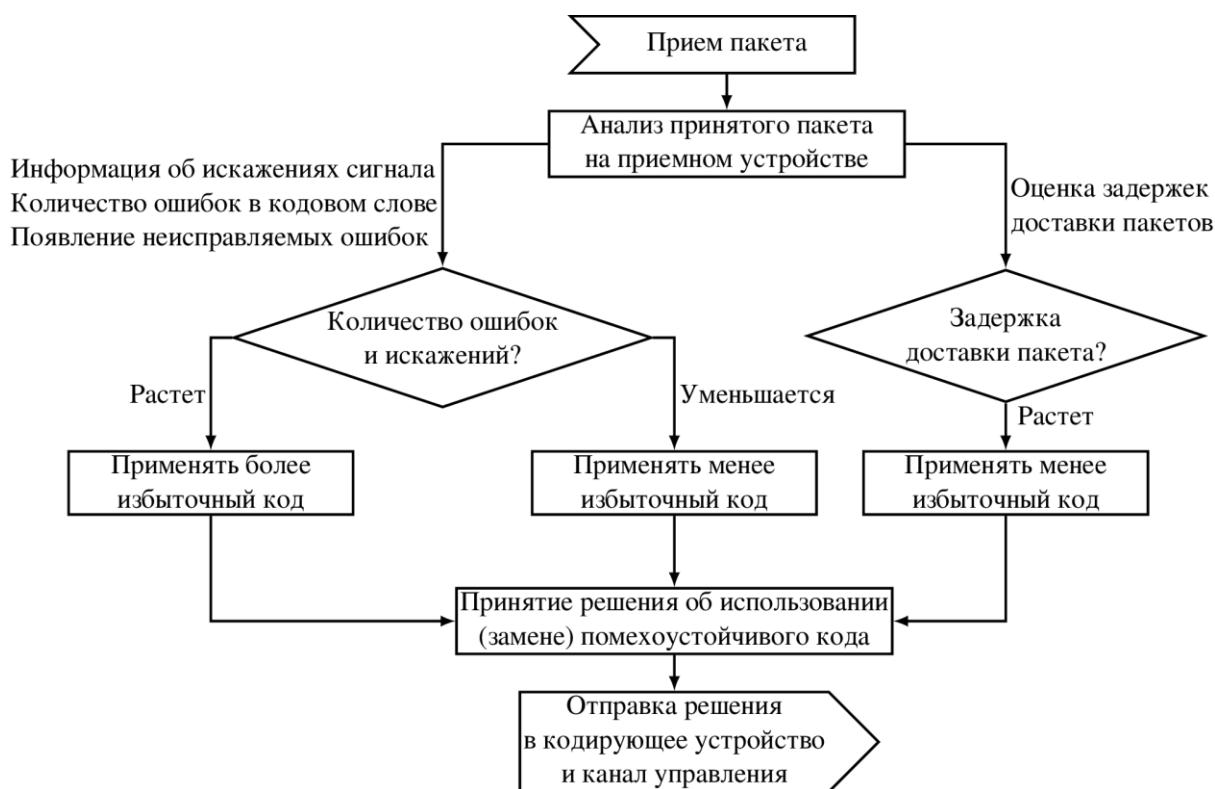 Прием пакета
Анализ принятого пакета
на приемном устройстве
Информация об искажениях сигнала
Количество ошибок в кодовом слове
Появление неисправляемых ошибок
Оценка задержек
доставки пакетов
Количество ошибок
и искажений?
Задержка
доставки пакета?
Растет
Уменьшается
Растет
Применять более
избыточный код
Применять менее
избыточный код
Применять менее
избыточный код
Принятие решения об использовании
(замене) помехоустойчивого кода
Отправка решения
в кодирующее устройство
и канал управления